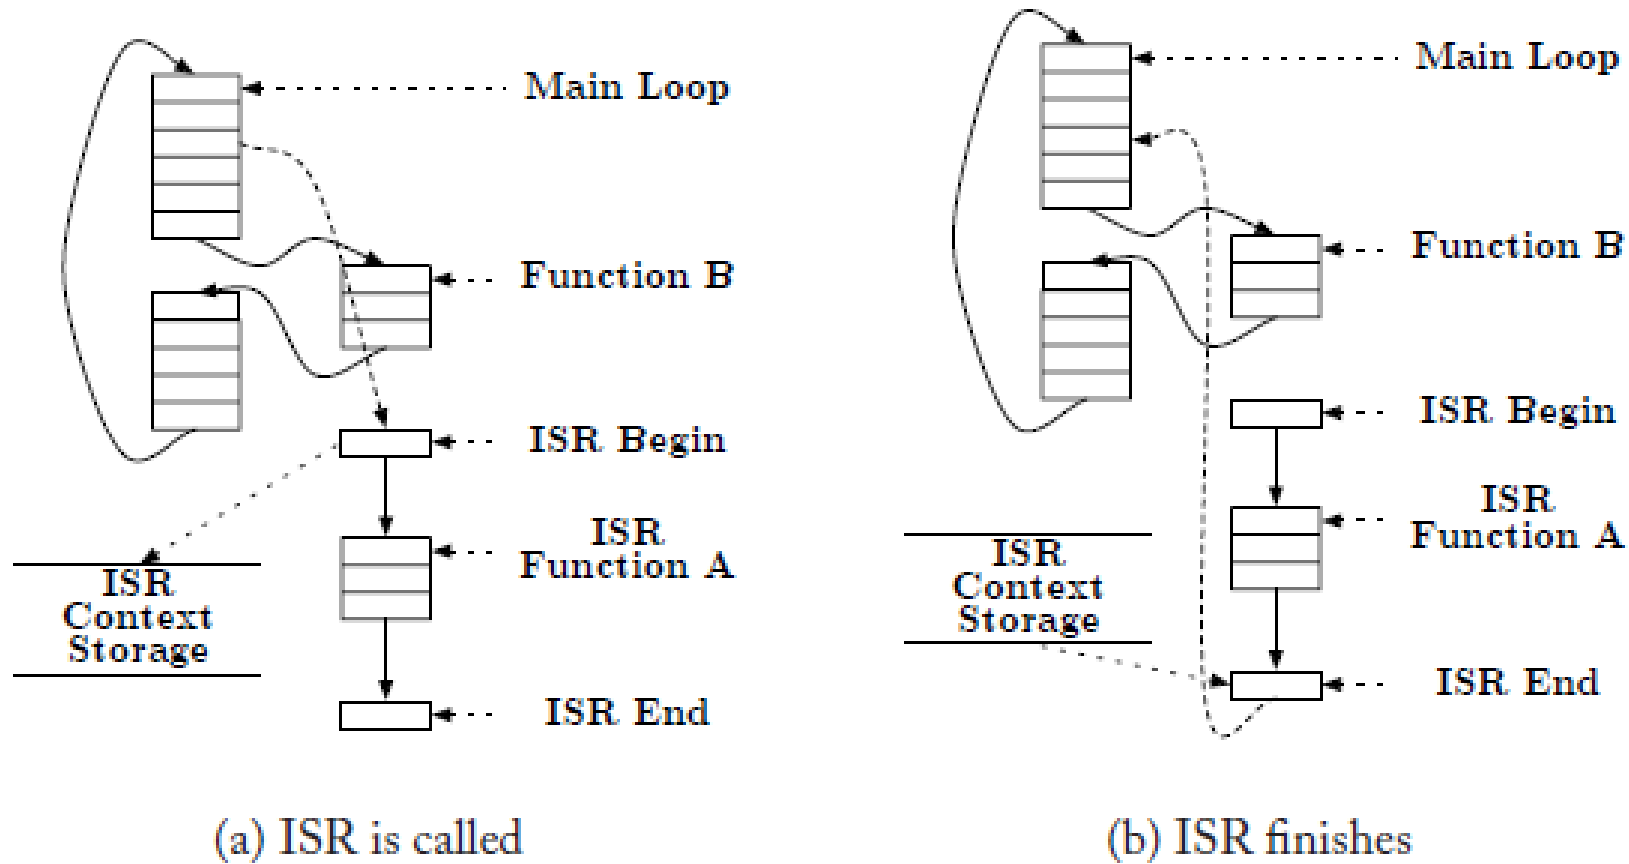 Main Loop
Function B
ISR Begin
ISR
Function A
ISR
Context
Storage
ISR End
(a) ISR is called
Main Loop
Function B
ISR Begin
ISR
Function A
ISR
Context
Storage
ISR End
(b) ISR finishes